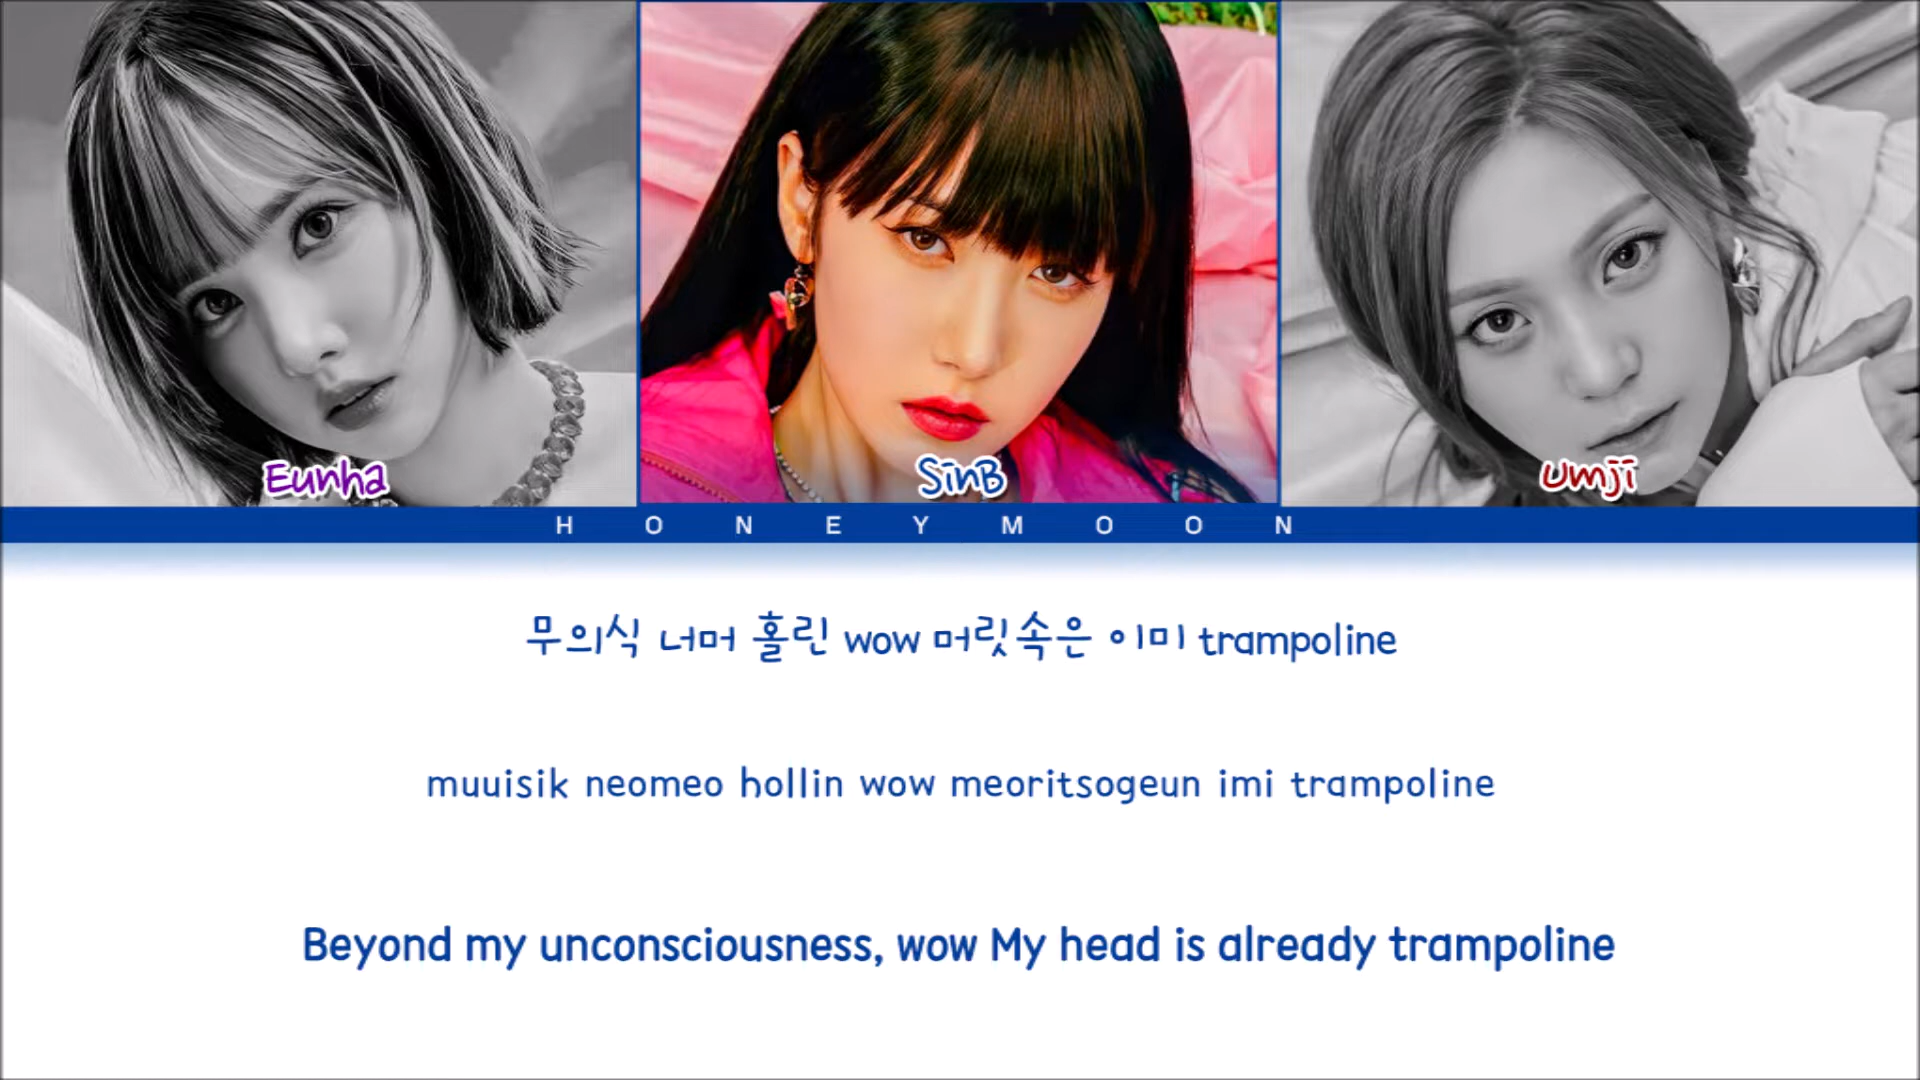 Eunha
SinB
Umji
HONEYMOON
무의식 너머 홀린 wow 머릿속은 이미 trampoline
muuisik neomeo hollin wow meoritsogeun imi trampoline
Beyond my unconsciousness, wow My head is already trampoline